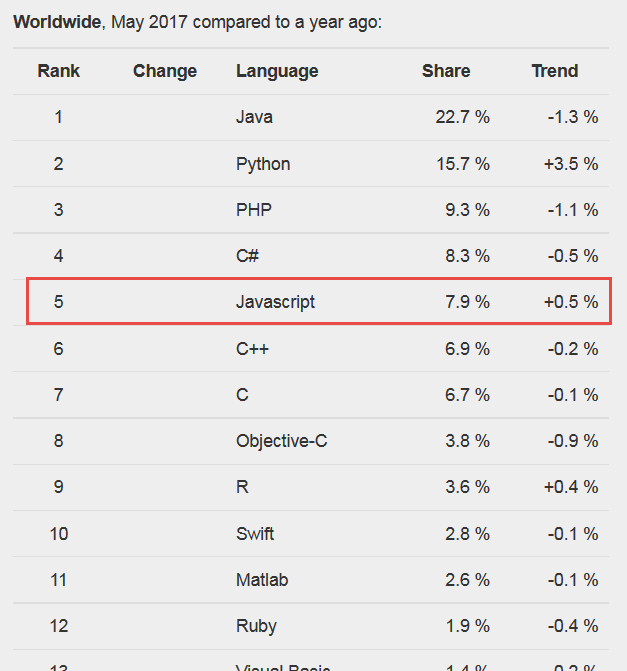 Worldwide, May 2017 compared to a year ago:
Rank Change Language Share Trend
1 Java 22.7 % -1.3 %
2 Python 15.7 % +3.5 %
3 PHP 9.3 % -1.1 %
4 C# 8.3 % -0.5 %
5 Javascript 7.9 % +0.5 %
6 C++ 6.9 % -0.2 %
7 C 6.7 % -0.1 %
8 Objective-C 3.8 % -0.9 %
9 R 3.6 % +0.4 %
10 Swift 2.8 % -0.1 %
11 Matlab 2.6 % -0.1 %
12 Ruby 1.9 % -0.4 %
13 Visual Basic